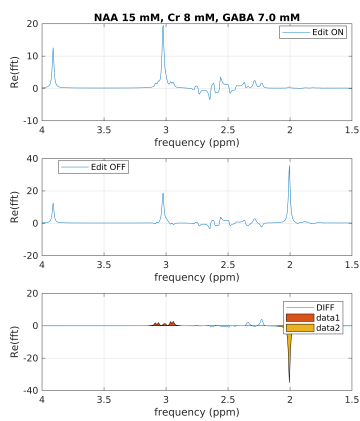 NAA 15 mM, Cr 8 mM, GABA 7.0 mM
20
10
0
-10
Re(fft)
Edit ON
4 3.5 3 2.5 2 1.5
frequency (ppm)
40
20
0
-20
Re(fft)
Edit OFF
4 3.5 3 2.5 2 1.5
frequency (ppm)
20
0
-20
-40
Re(fft)
DIFF
data1
data2
4 3.5 3 2.5 2 1.5
frequency (ppm)